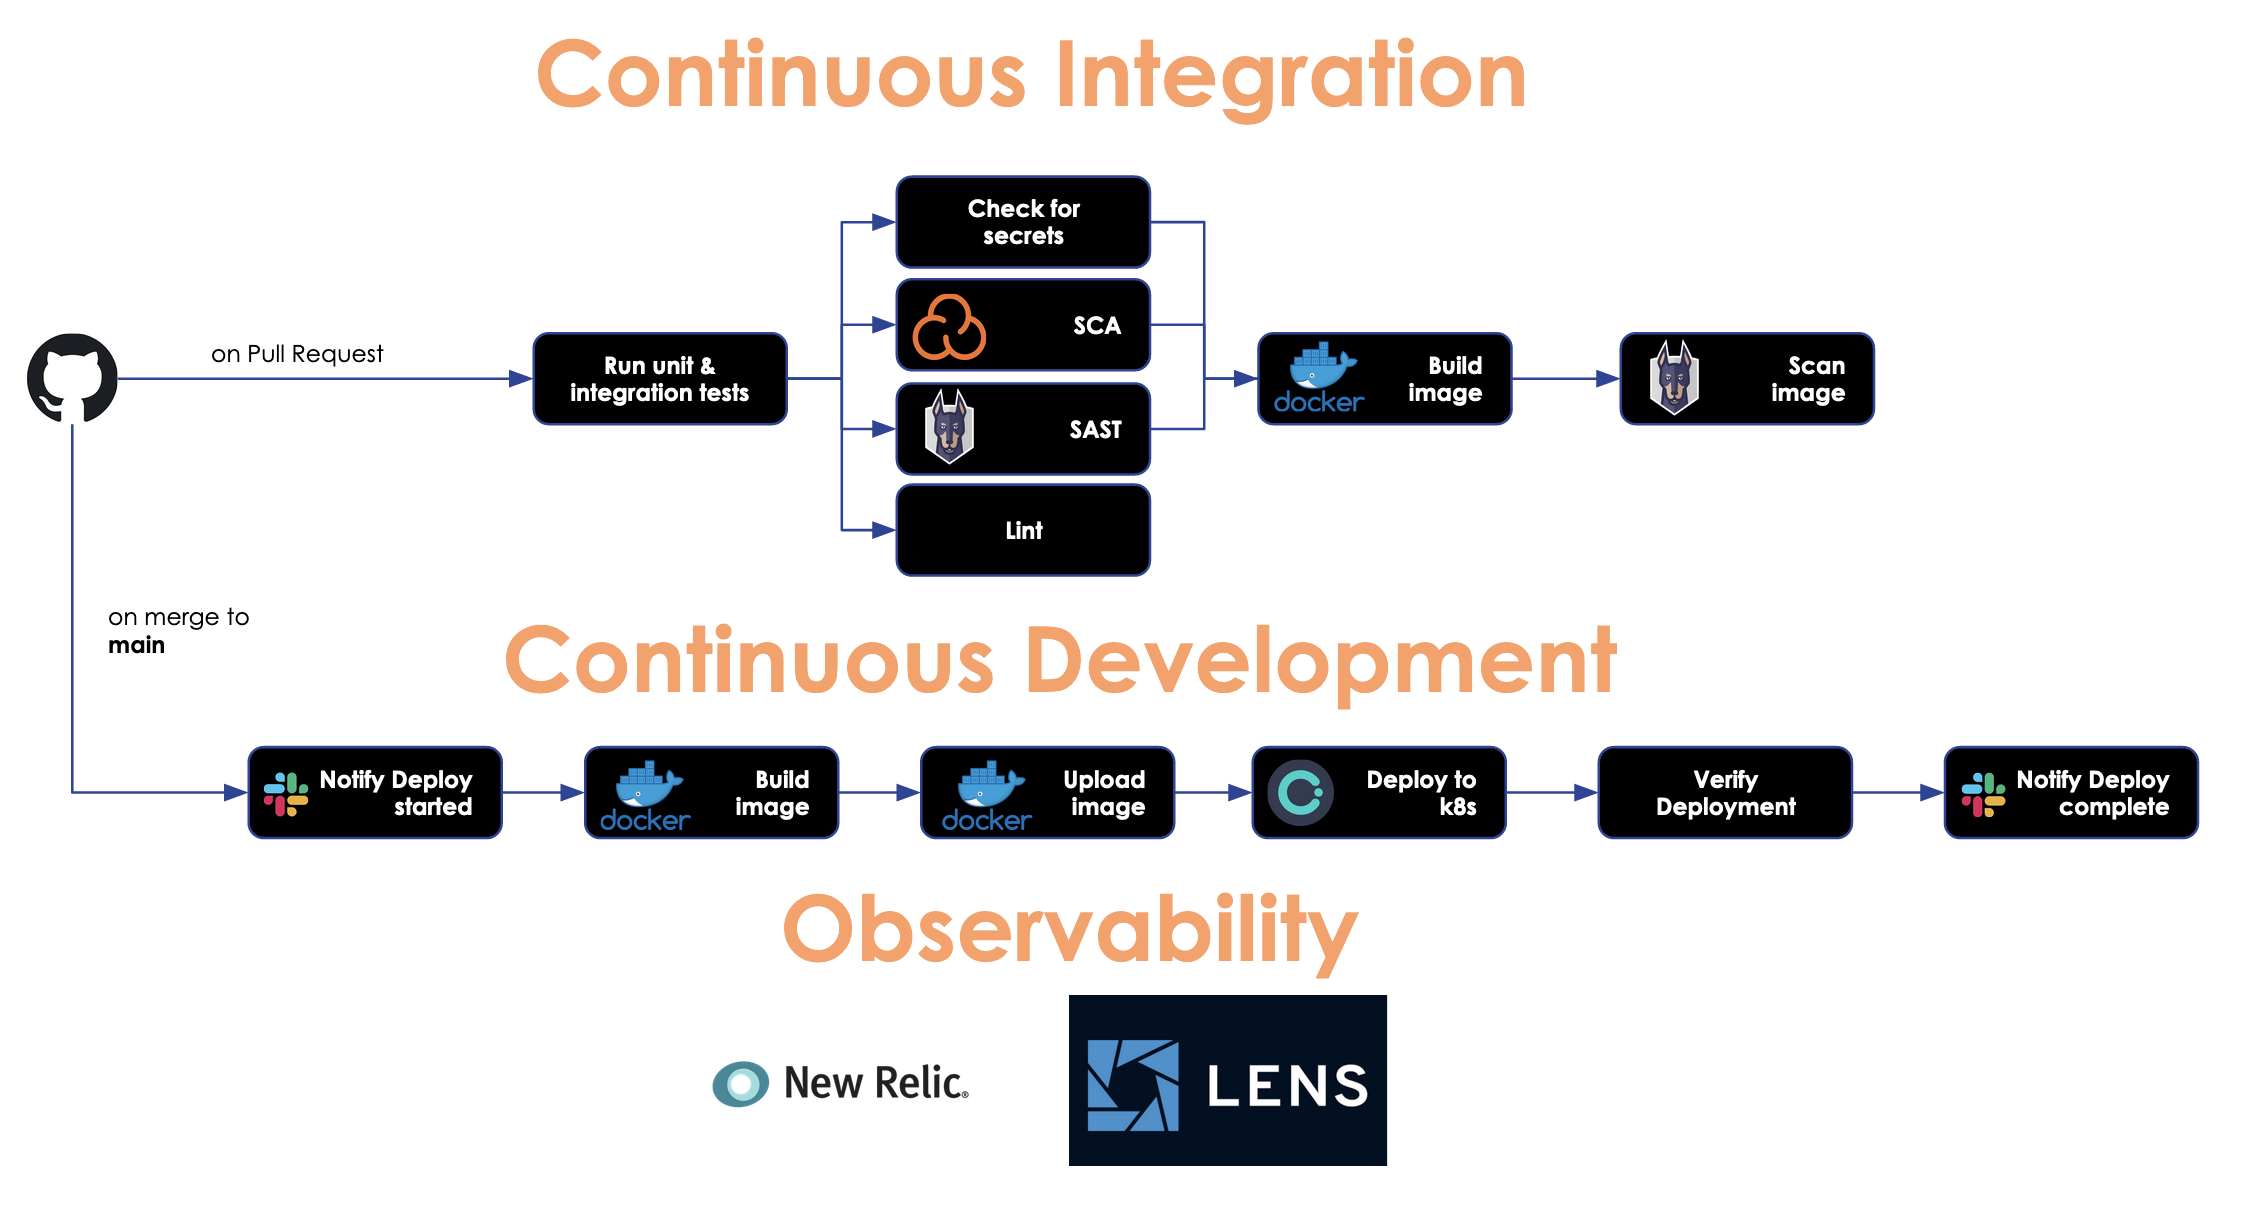 Continuous Integration
on Pull Request
Run unit &
integration tests
Check for
secrets
SCA
SAST
Lint
docker
Build
image
Scan
image
on merge to
main
Continuous Development
Notify Deploy
started
docker
Build
image
docker
Upload
image
Deploy to
k8s
Verify
Deployment
Notify Deploy
complete
Observability
New Relic®
LENS